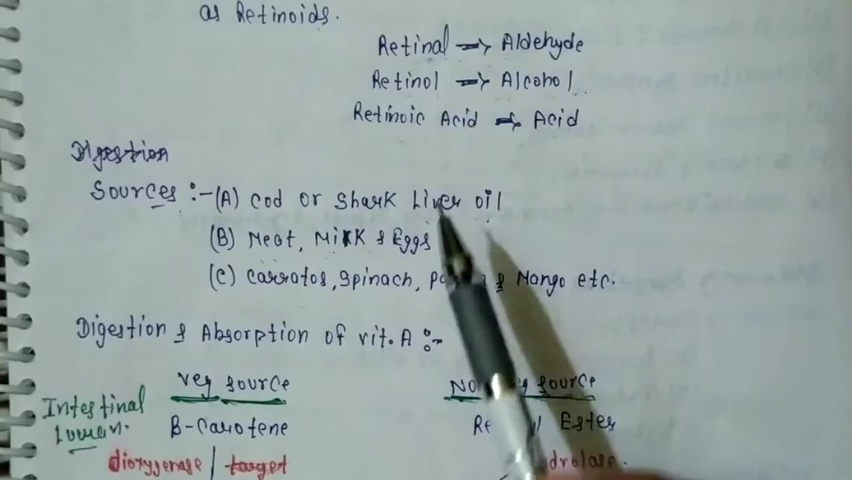 as Retinoids.
Retinal → Aldehyde
Retinol → Alcohol
Retinoic Acid → Acid
Digestion
Sources :- (A) Cod or Shark Liver oil
(B) Meat, Milk & Eggs
(C) Carratos, Spinach, & Mango etc.
Digestion & Absorption of vit. A :-
veg source source
Intestinal
Lumen.
B-Carotene Ester
dioxygenase target